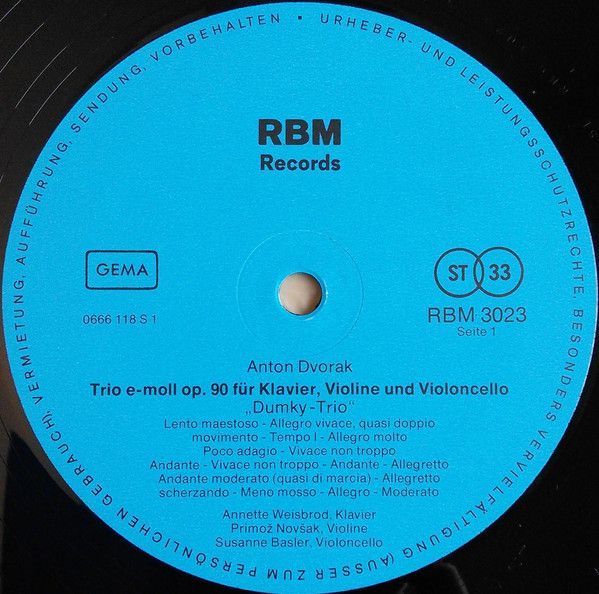 URHEBER- UND LEISTUNGSSCHUTZRECHTE, BESONDERS VERVIELFÄLTIGUNG (AUSSER ZUM PERSÖNLICHEN GEBRAUCH), VERMIETUNG, AUFFÜHRUNG, SENDUNG, VORBEHALTEN
RBM
Records
GEMA
ST 33
0666 118 S 1
RBM 3023
Seite 1
Anton Dvorak
Trio e-moll op. 90 für Klavier, Violine und Violoncello
„Dumky-Trio“
Lento maestoso - Allegro vivace, quasi doppio
movimento - Tempo I - Allegro molto
Poco adagio - Vivace non troppo
Andante - Vivace non troppo - Andante - Allegretto
Andante moderato (quasi di marcia) - Allegretto
scherzando - Meno mosso - Allegro - Moderato
Annette Weisbrod, Klavier
Primož Novšak, Violine
Susanne Basler, Violoncello